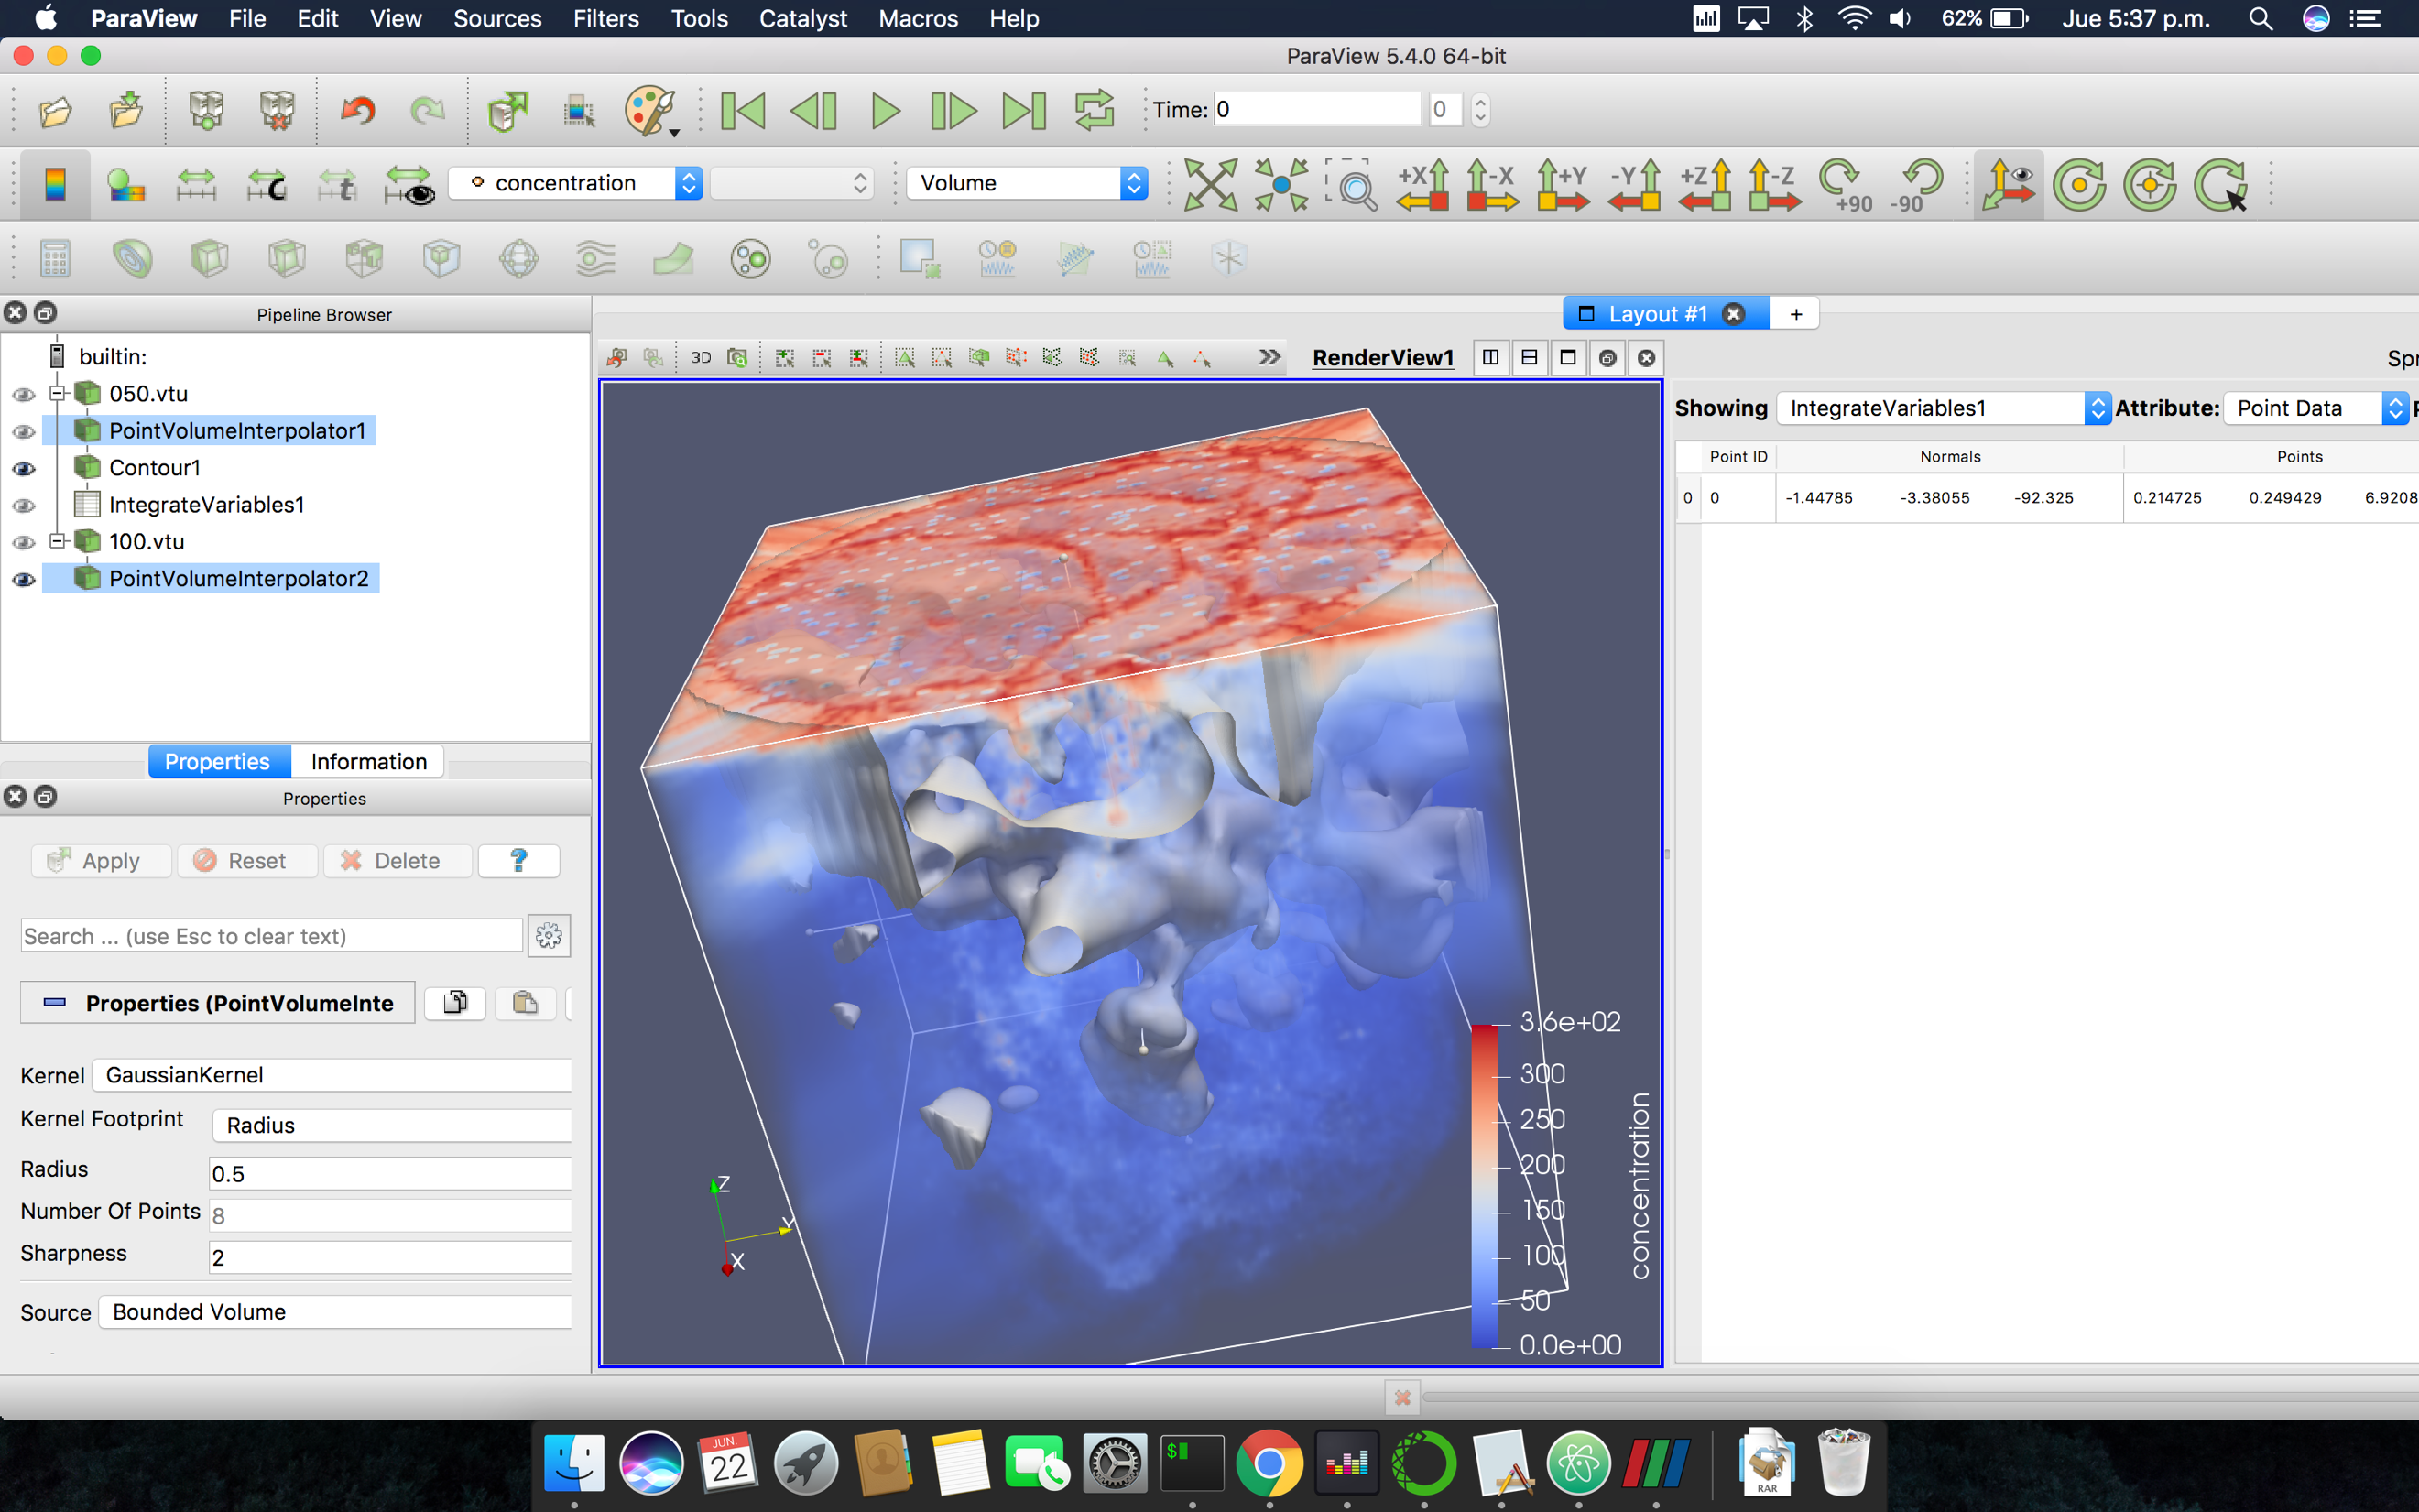 ParaView File Edit View Sources Filters Tools Catalyst Macros Help 62% Jue 5:37 p.m.
ParaView 5.4.0 64-bit
Time: 0 0
C t concentration Volume +X -X +Y -Y +Z -Z +90 -90
Pipeline Browser
Layout #1 +
builtin:
050.vtu
PointVolumeInterpolator1
Contour1
IntegrateVariables1
100.vtu
PointVolumeInterpolator2
3D RenderView1
Showing IntegrateVariables1 Attribute: Point Data
Point ID Normals Points
0 0 -1.44785 -3.38055 -92.325 0.214725 0.249429 6.9208
Properties Information
Properties
Apply Reset Delete ?
Search ... (use Esc to clear text)
Properties (PointVolumeInte
Kernel GaussianKernel
Kernel Footprint Radius
Radius 0.5
Number Of Points 8
Sharpness 2
Source Bounded Volume
Z
Y
X
3.6e+02
300
250
200
150
100
50
0.0e+00
concentration
JUN.
22
$
RAR